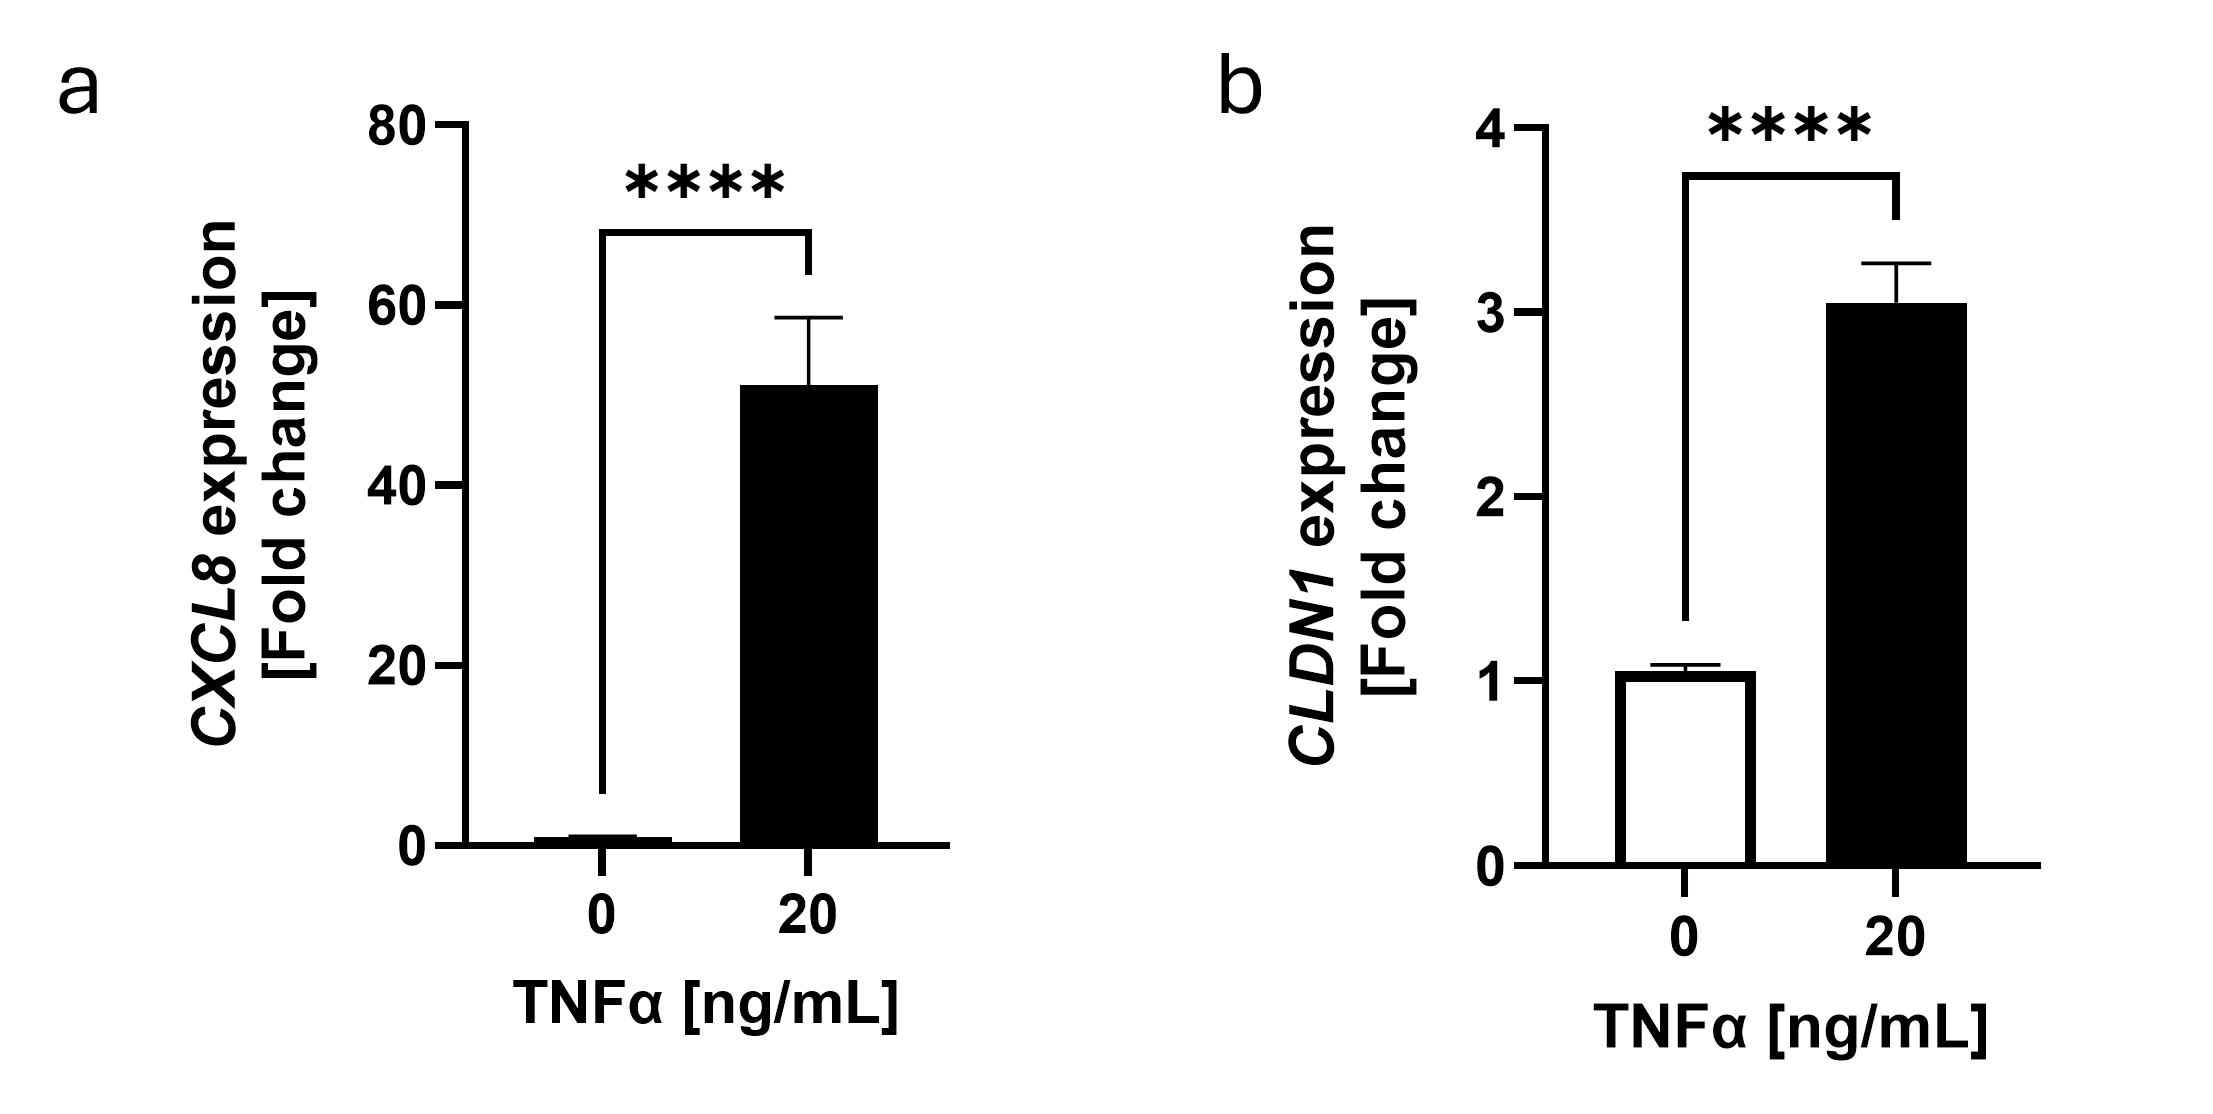 a
CXCL8 expression
[Fold change]
80
60
40
20
0
****
0
20
TNFα [ng/mL]
b
CLDN1 expression
[Fold change]
4
3
2
1
0
****
0
20
TNFα [ng/mL]